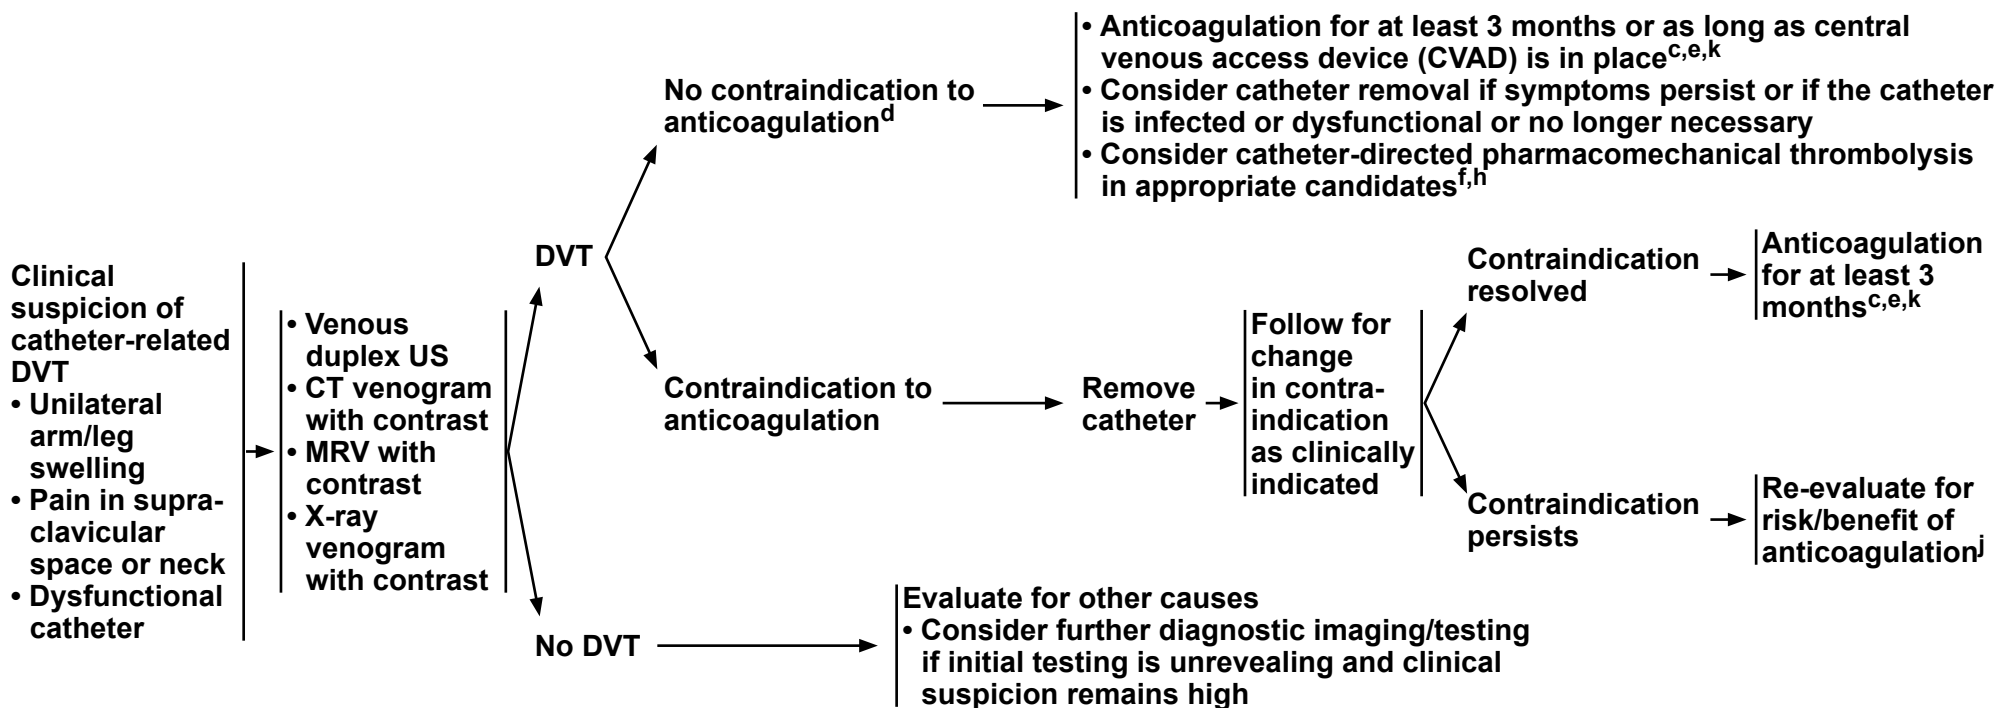 Clinical
suspicion of
catheter-related
DVT
• Unilateral
arm/leg
swelling
• Pain in supra-
clavicular
space or neck
• Dysfunctional
catheter
• Venous
duplex US
• CT venogram
with contrast
• MRV with
contrast
• X-ray
venogram
with contrast
DVT
No contraindication to
anticoagulationd
• Anticoagulation for at least 3 months or as long as central
venous access device (CVAD) is in placec,e,k
• Consider catheter removal if symptoms persist or if the catheter
is infected or dysfunctional or no longer necessary
• Consider catheter-directed pharmacomechanical thrombolysis
in appropriate candidatesf,h
Contraindication to
anticoagulation
Remove
catheter
Follow for
change
in contra-
indication
as clinically
indicated
Contraindication
resolved
Anticoagulation
for at least 3
monthsc,e,k
Contraindication
persists
Re-evaluate for
risk/benefit of
anticoagulationj
No DVT
Evaluate for other causes
• Consider further diagnostic imaging/testing
if initial testing is unrevealing and clinical
suspicion remains high